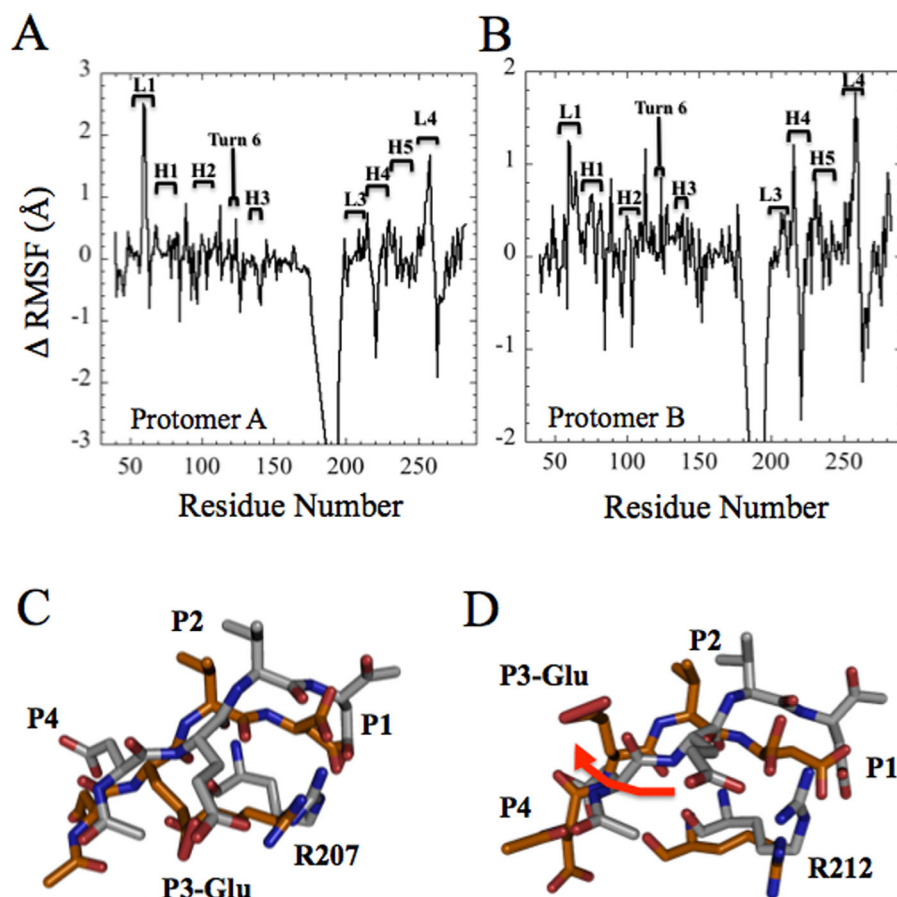 A
Δ RMSF (Å)
3
2
1
0
-1
-2
-3
L1
H1
H2
Turn 6
H3
L3
H4
H5
L4
Protomer A
50 100 150 200 250
Residue Number
B
2
1
0
-1
-2
L1
H1
H2
Turn 6
H3
L3
H4
H5
L4
Protomer B
50 100 150 200 250
Residue Number
C
P2
P4
P1
R207
P3-Glu
D
P2
P3-Glu
P1
P4
R212